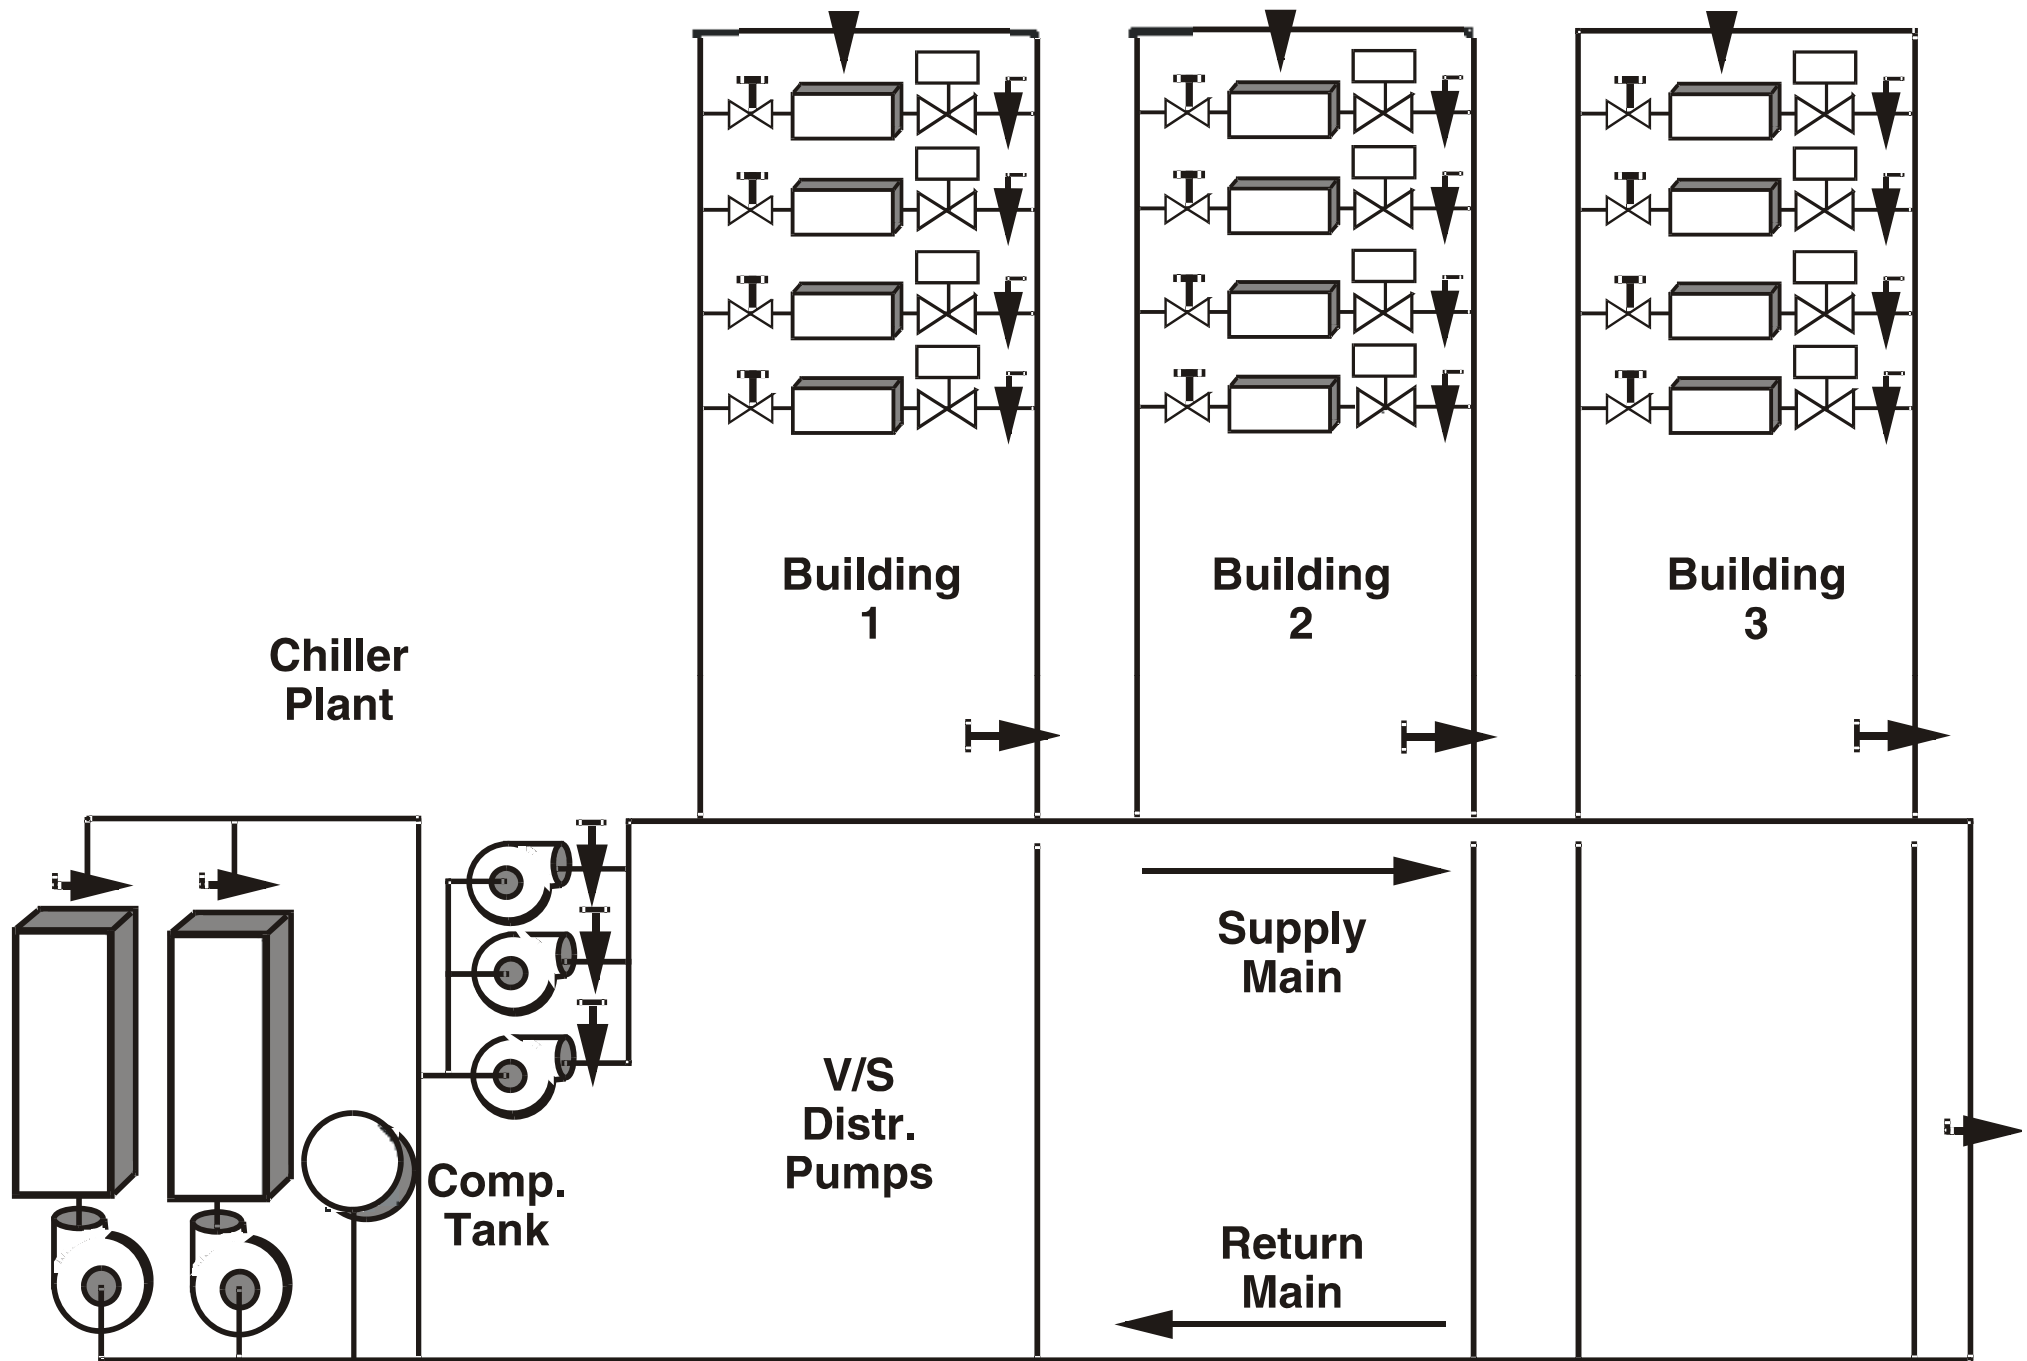 Building
1
Building
2
Building
3
Chiller
Plant
Supply
Main
V/S
Distr.
Pumps
Comp.
Tank
Return
Main